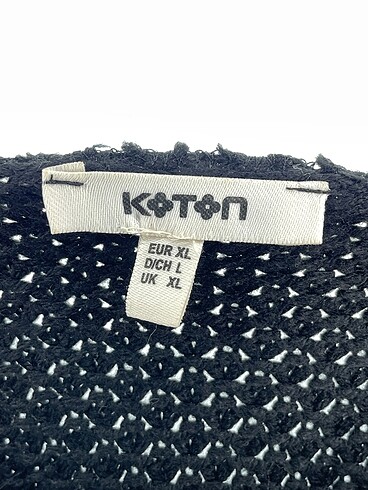 KOTON
EUR XL
D/CH L
UK XL